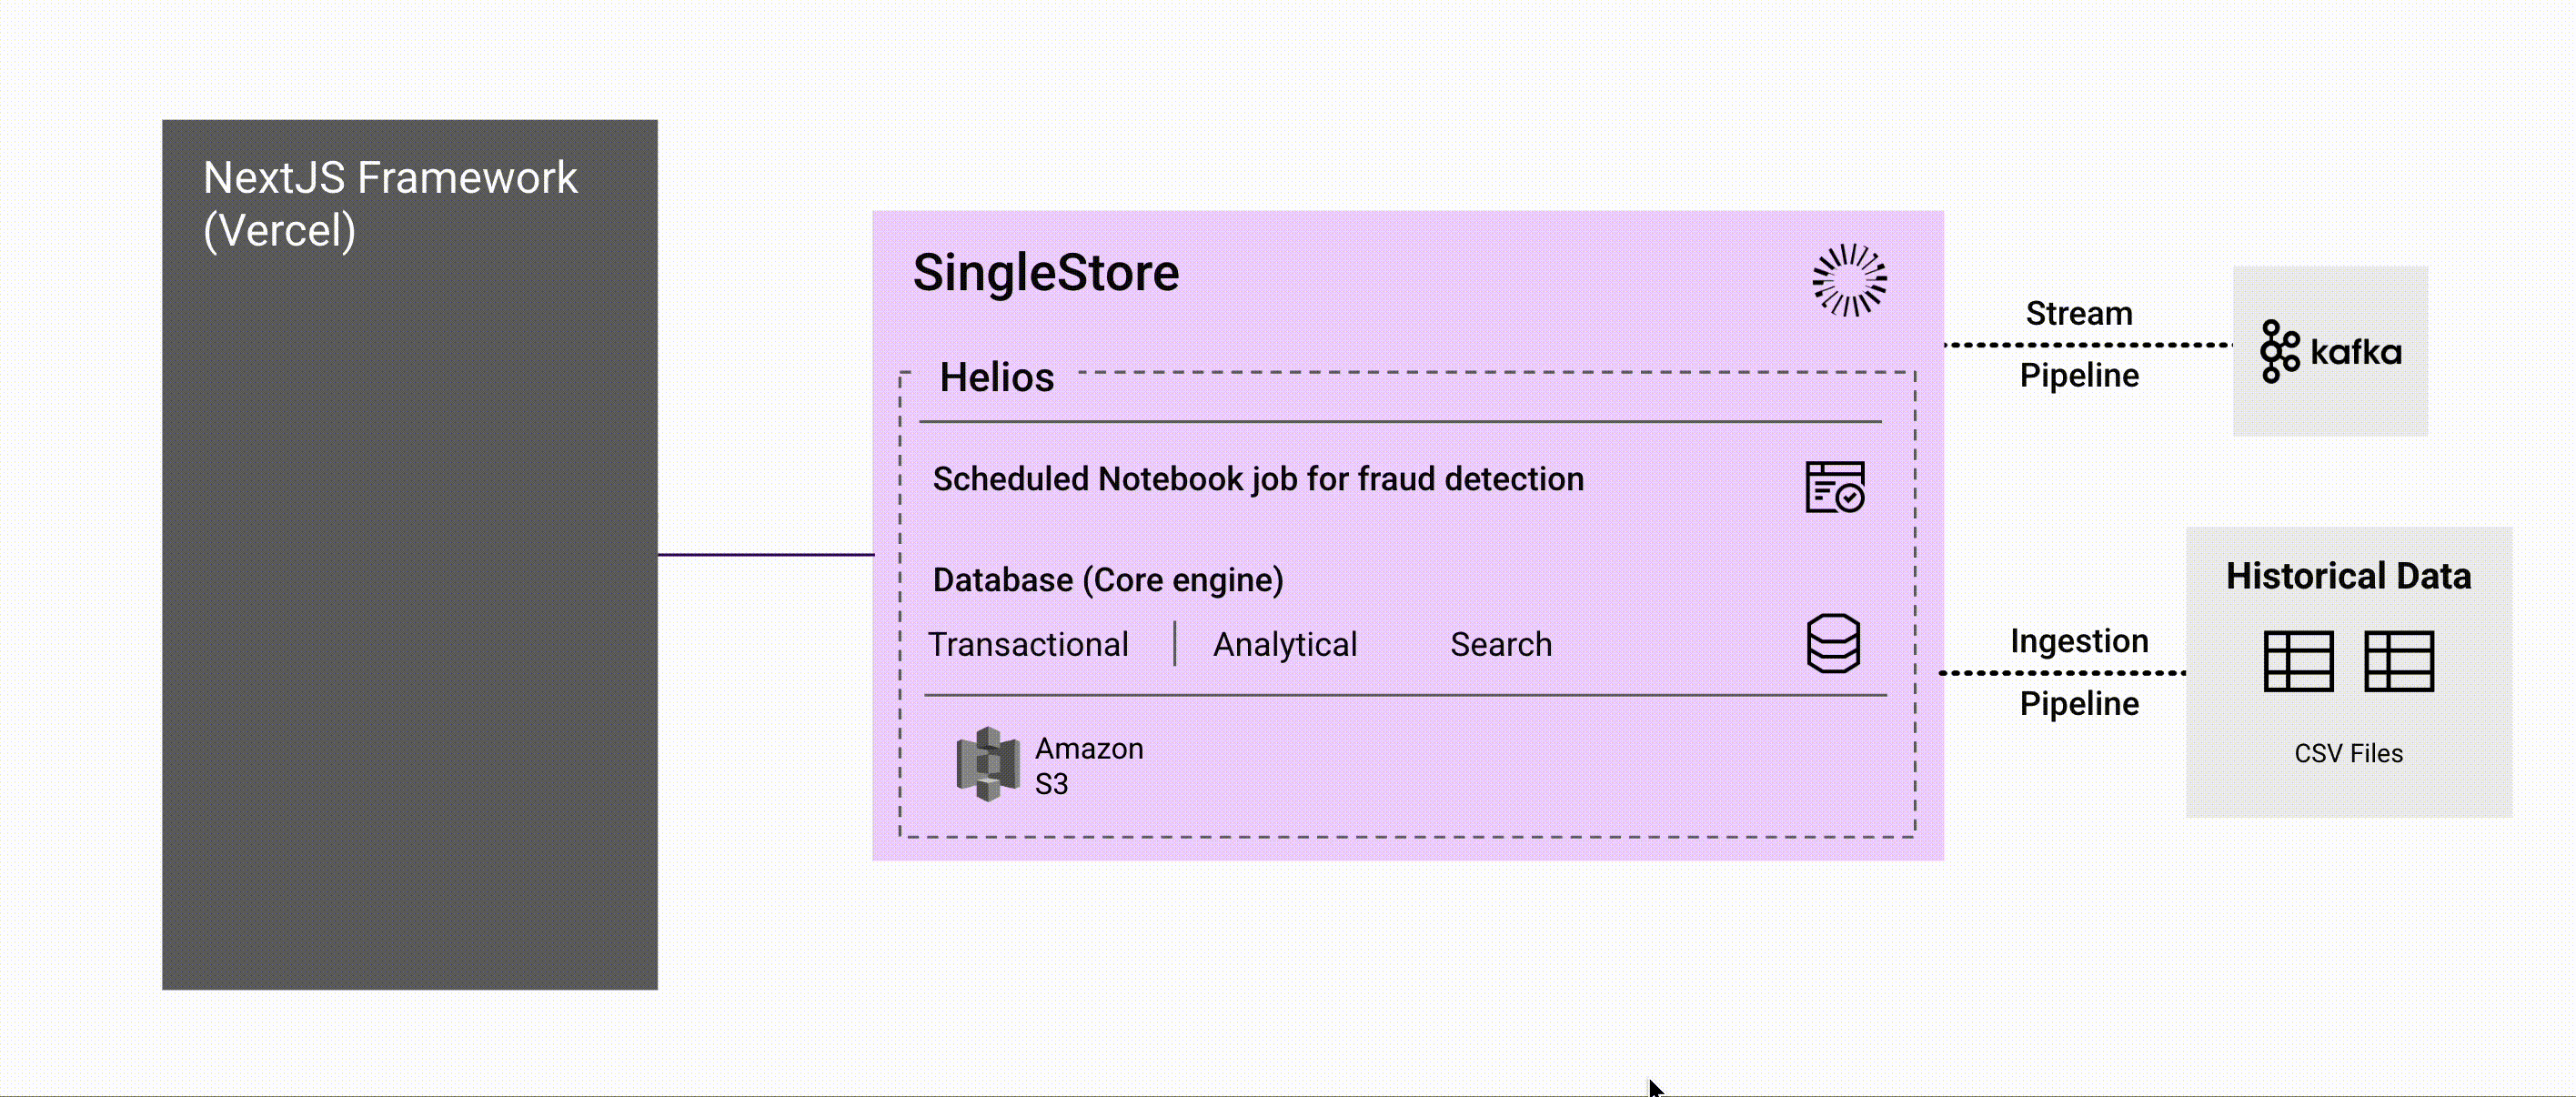 NextJS Framework
(Vercel)
SingleStore
Helios
Scheduled Notebook job for fraud detection
Database (Core engine)
Transactional
Analytical
Search
Amazon
S3
Stream
Pipeline
kafka
Ingestion
Pipeline
Historical Data
CSV Files